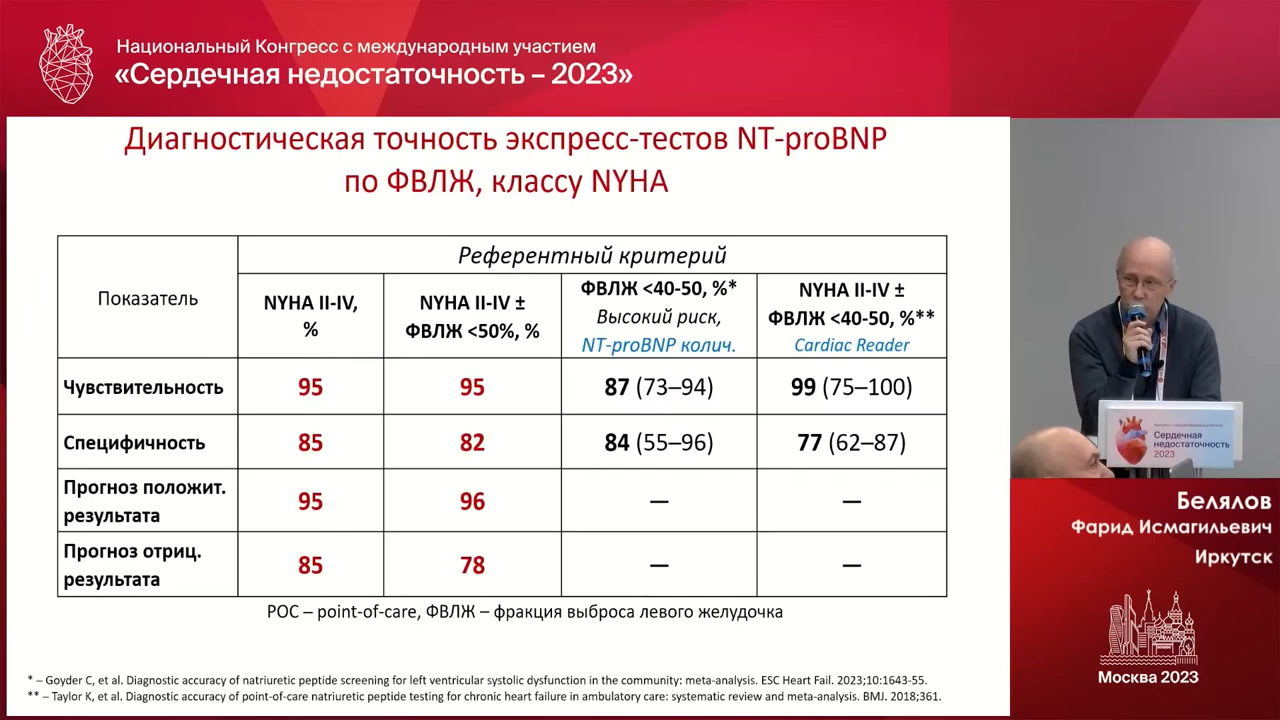 Национальный Конгресс с международным участием
«Сердечная недостаточность – 2023»
Диагностическая точность экспресс-тестов NT-proBNP
по ФВЛЖ, классу NYHA
Показатель
Референтный критерий
NYHA II-IV,
%
NYHA II-IV ±
ФВЛЖ <50%, %
ФВЛЖ <40-50, %*
Высокий риск,
NT-proBNP колич.
NYHA II-IV ±
ФВЛЖ <40-50, %**
Cardiac Reader
Чувствительность 95 95 87 (73–94) 99 (75–100)
Специфичность 85 82 84 (55–96) 77 (62–87)
Прогноз положит.
результата
95 96 — —
Прогноз отриц.
результата
85 78 — —
POC – point-of-care, ФВЛЖ – фракция выброса левого желудочка
* – Goyder C, et al. Diagnostic accuracy of natriuretic peptide screening for left ventricular systolic dysfunction in the community: meta-analysis. ESC Heart Fail. 2023;10:1643-55.
** – Taylor K, et al. Diagnostic accuracy of point-of-care natriuretic peptide testing for chronic heart failure in ambulatory care: systematic review and meta-analysis. BMJ. 2018;361.
Сердечная
недостаточность
2023
Белялов
Фарид Исмагильевич
Иркутск
Москва 2023